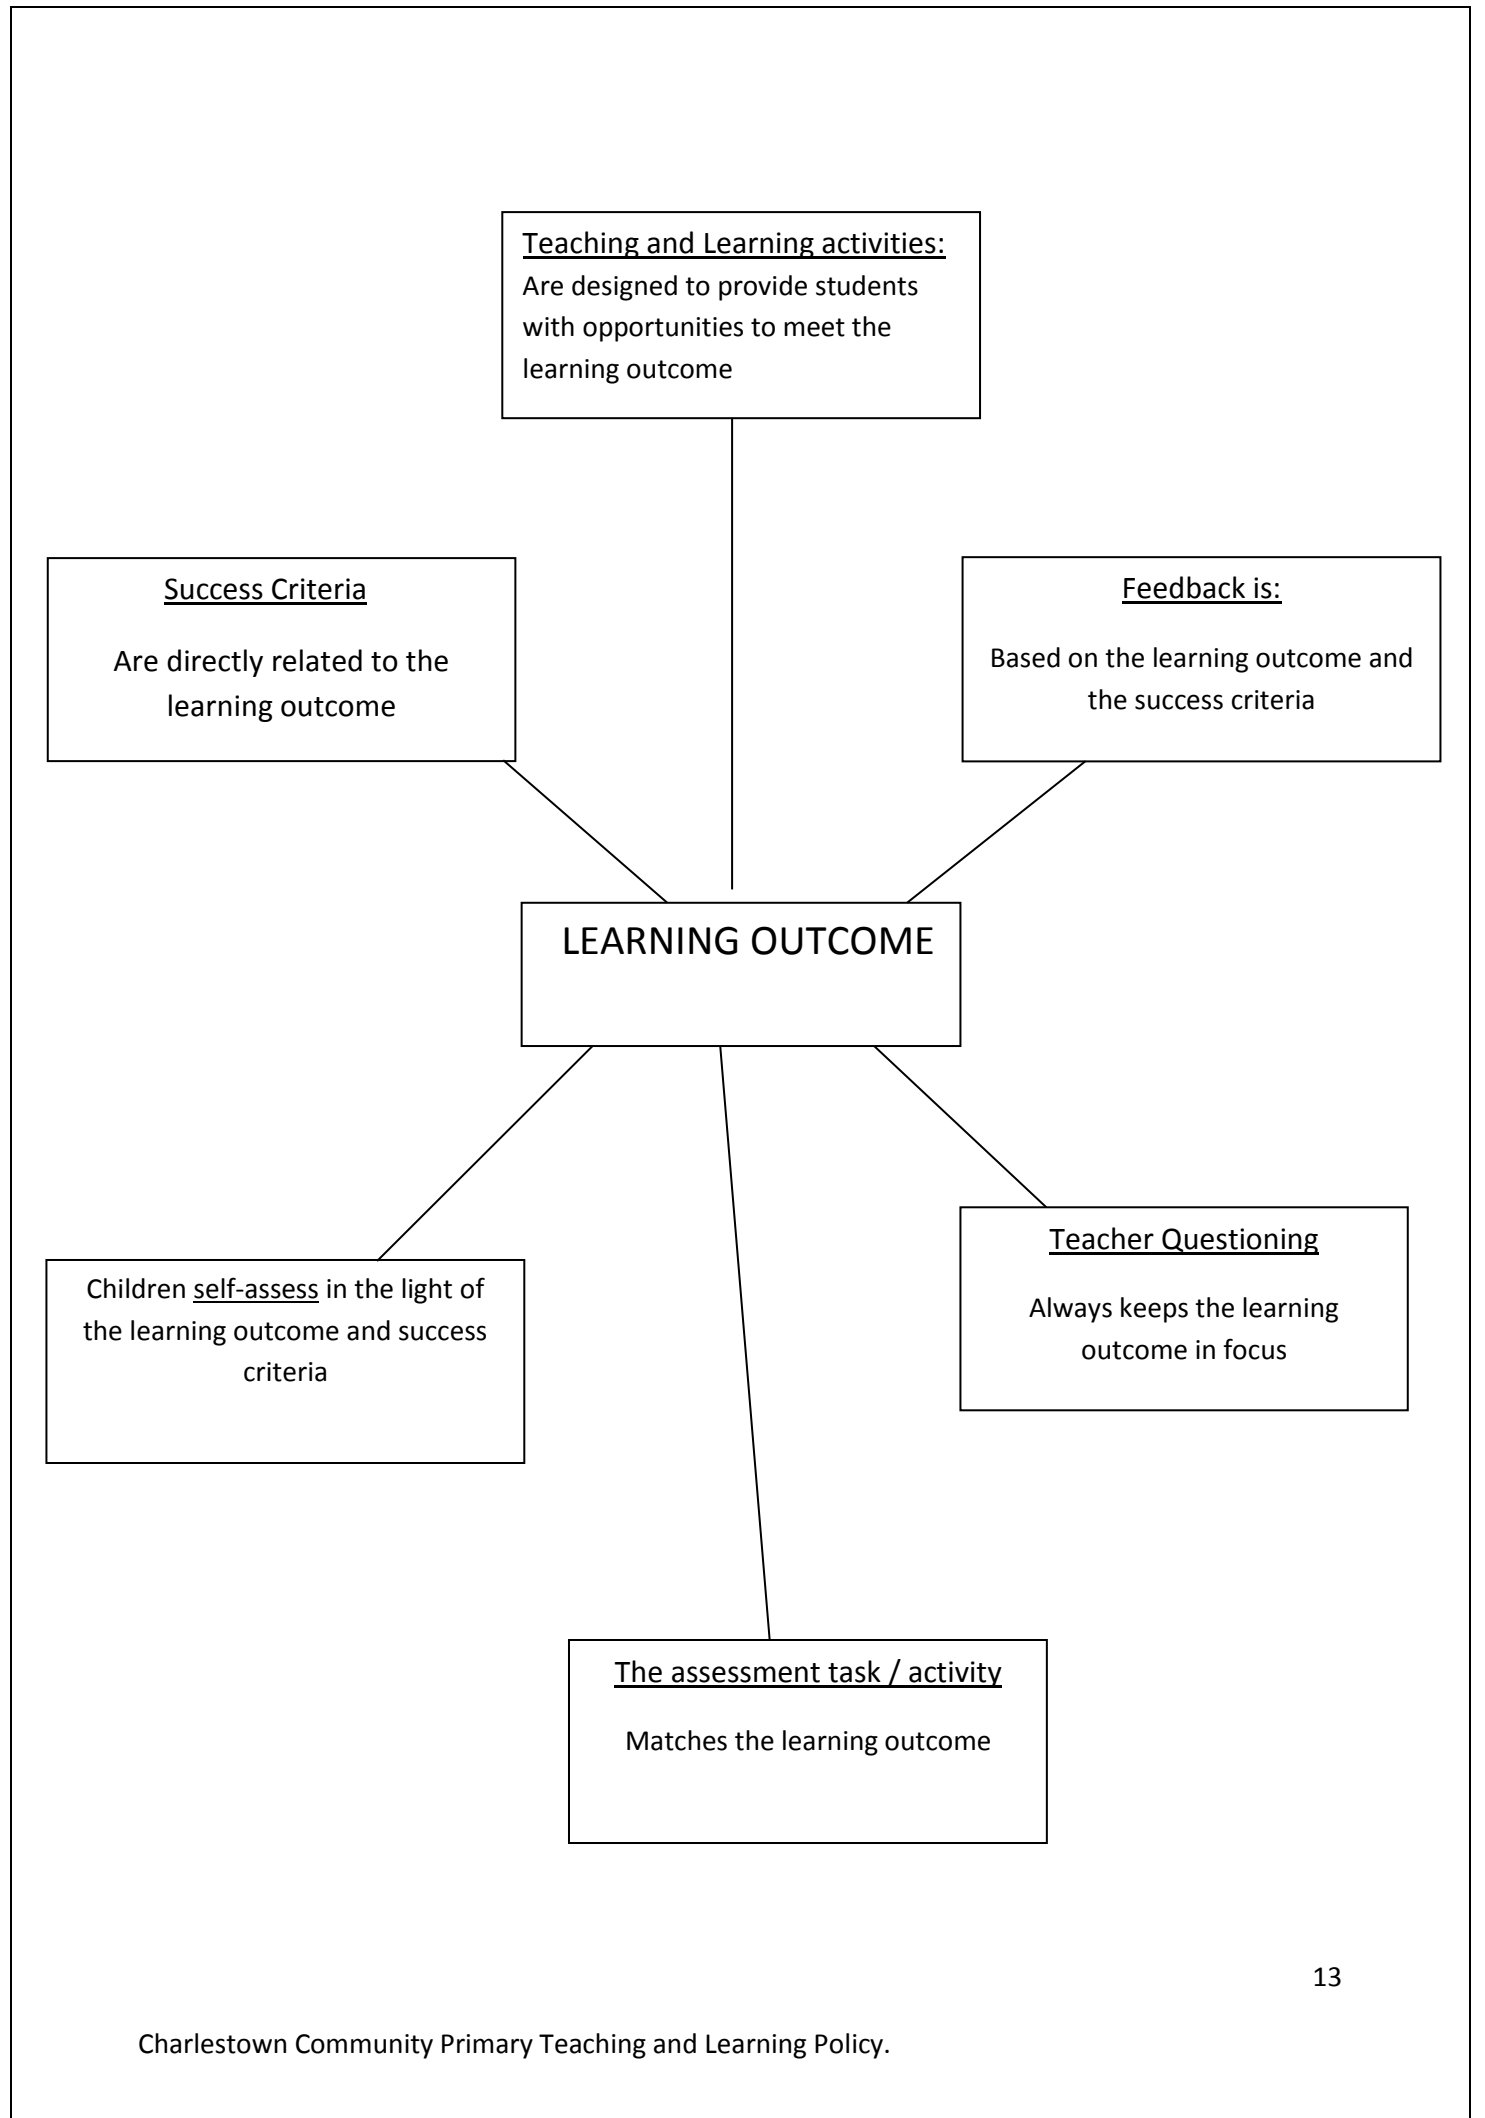 Teaching and Learning activities:
Are designed to provide students
with opportunities to meet the
learning outcome
Success Criteria
Are directly related to the
learning outcome
Feedback is:
Based on the learning outcome and
the success criteria
LEARNING OUTCOME
Children self-assess in the light of
the learning outcome and success
criteria
Teacher Questioning
Always keeps the learning
outcome in focus
The assessment task / activity
Matches the learning outcome
13
Charlestown Community Primary Teaching and Learning Policy.